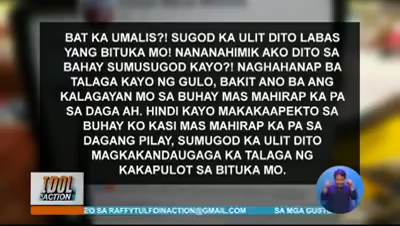 BAT KA UMALIS?! SUGOD KA ULIT DITO LABAS
YANG BITUKA MO! NANANAHIMIK AKO DITO SA
BAHAY SUMUSUGOD KAYO?! NAGHAHANAP BA
TALAGA KAYO NG GULO, BAKIT ANO BA ANG
KALAGAYAN MO SA BUHAY MAS MAHIRAP KA PA
SA DAGA AH. HINDI KAYO MAKAKAAPEKTO SA
BUHAY KO KASI MAS MAHIRAP KA PA SA
DAGANG PILAY, SUMUGOD KA ULIT DITO
MAGKAKANDAUGAGA KA TALAGA NG
KAKAPULOT SA BITUKA MO.
IDOL
IN ACTION
EO SA RAFFYTULFOINACTION@GMAIL.COM SA MGA GUSTO